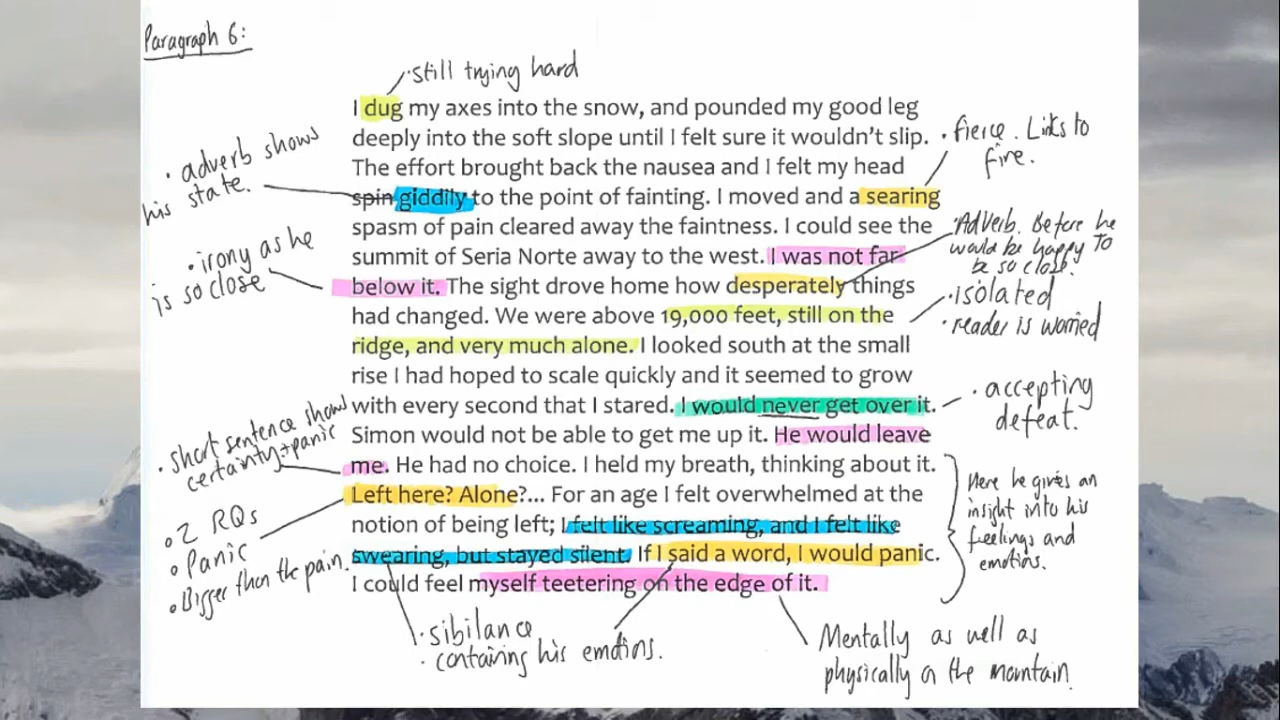 Paragraph 6:
· still trying hard
I dug my axes into the snow, and pounded my good leg
deeply into the soft slope until I felt sure it wouldn't slip.
The effort brought back the nausea and I felt my head
spin giddily to the point of fainting. I moved and a searing
spasm of pain cleared away the faintness. I could see the
summit of Seria Norte away to the west. I was not far
below it. The sight drove home how desperately things
had changed. We were above 19,000 feet, still on the
ridge, and very much alone. I looked south at the small
rise I had hoped to scale quickly and it seemed to grow
with every second that I stared. I would never get over it.
Simon would not be able to get me up it. He would leave
me. He had no choice. I held my breath, thinking about it.
Left here? Alone?... For an age I felt overwhelmed at the
notion of being left; I felt like screaming, and I felt like
swearing, but stayed silent. If I said a word, I would panic.
I could feel myself teetering on the edge of it.
· adverb shows
his state.
· irony as he
is so close
· short sentence shows
certainty + panic
· 2 RQs
· Panic
· Bigger than the pain.
· fierce. Links to
fire.
· Adverb. Before he
would be happy to
be so close.
· isolated
· reader is worried
· accepting
defeat.
Here he gives an
insight into his
feelings and
emotions.
· sibilance
· containing his emotions.
Mentally as well as
physically on the mountain.